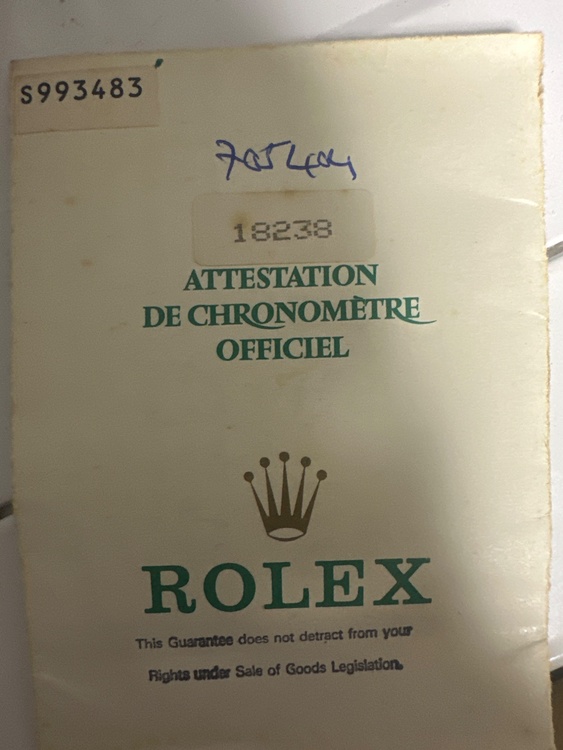 S993483
705404
18238
ATTESTATION
DE CHRONOMÈTRE
OFFICIEL
ROLEX
This Guarantee does not detract from your
Rights under Sale of Goods Legislation.